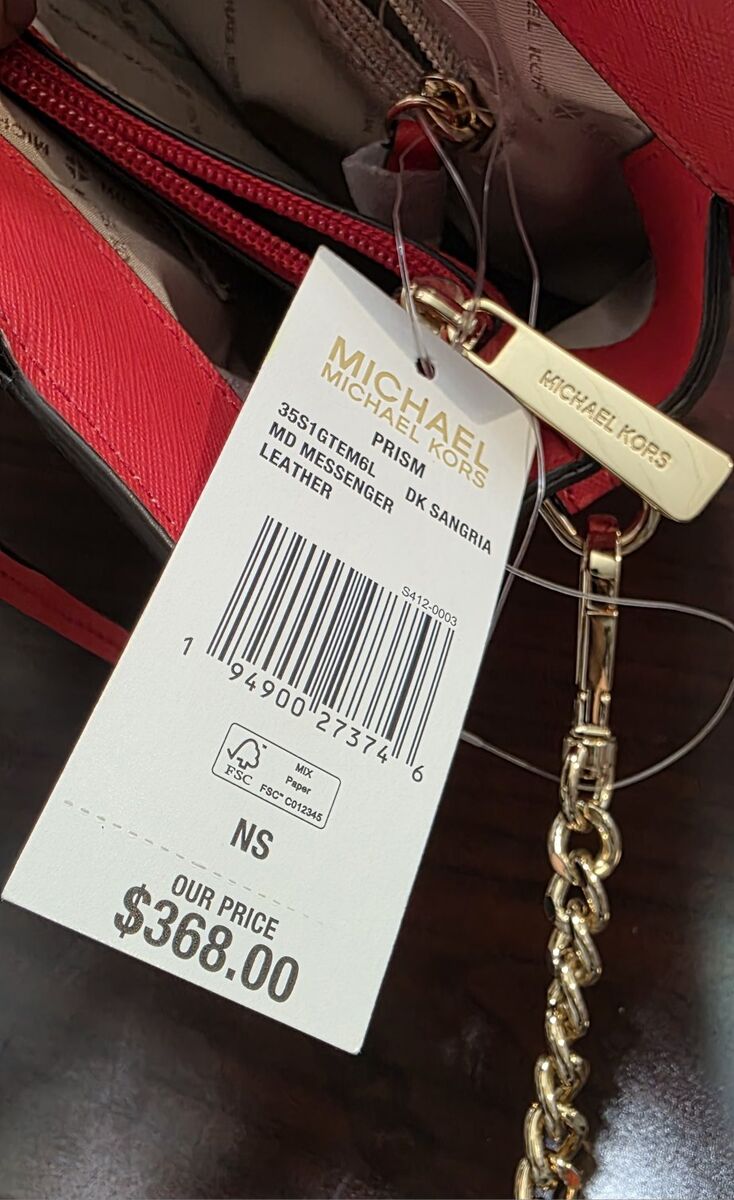 MICHAEL
MICHAEL KORS
PRISM
35S1GTEM6L DK SANGRIA
MD MESSENGER
LEATHER
S412-0003
1 94900 27374 6
FSC
MIX
Paper
FSC™ C012345
NS
OUR PRICE
$368.00
MICHAEL KORS